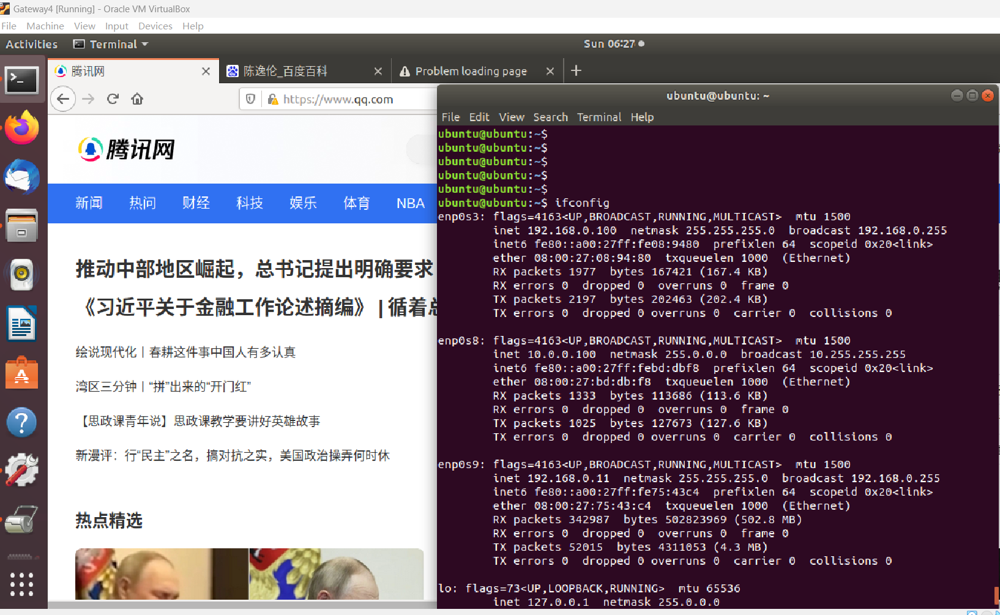 Gateway4 [Running] - Oracle VM VirtualBox
File Machine View Input Devices Help
Activities Terminal Sun 06:27
腾讯网 陈逸伦_百度百科 Problem loading page
https://www.qq.com
腾讯网
新闻 热问 财经 科技 娱乐 体育 NBA
推动中部地区崛起，总书记提出明确要求
《习近平关于金融工作论述摘编》 | 循着总
绘说现代化丨春耕这件事中国人有多认真
湾区三分钟丨“拼”出来的“开门红”
【思政课青年说】思政课教学要讲好英雄故事
新漫评：行“民主”之名，搞对抗之实，美国政治操弄何时休
热点精选
ubuntu@ubuntu: ~
File Edit View Search Terminal Help
ubuntu@ubuntu:~$
ubuntu@ubuntu:~$
ubuntu@ubuntu:~$
ubuntu@ubuntu:~$
ubuntu@ubuntu:~$
ubuntu@ubuntu:~$ ifconfig
enp0s3: flags=4163<UP,BROADCAST,RUNNING,MULTICAST>  mtu 1500
inet 192.168.0.100  netmask 255.255.255.0  broadcast 192.168.0.255
inet6 fe80::a00:27ff:fe08:9480  prefixlen 64  scopeid 0x20<link>
ether 08:00:27:08:94:80  txqueuelen 1000  (Ethernet)
RX packets 1977  bytes 167421 (167.4 KB)
RX errors 0  dropped 0  overruns 0  frame 0
TX packets 2197  bytes 202463 (202.4 KB)
TX errors 0  dropped 0 overruns 0  carrier 0  collisions 0
enp0s8: flags=4163<UP,BROADCAST,RUNNING,MULTICAST>  mtu 1500
inet 10.0.0.100  netmask 255.0.0.0  broadcast 10.255.255.255
inet6 fe80::a00:27ff:febd:dbf8  prefixlen 64  scopeid 0x20<link>
ether 08:00:27:bd:db:f8  txqueuelen 1000  (Ethernet)
RX packets 1333  bytes 113686 (113.6 KB)
RX errors 0  dropped 0  overruns 0  frame 0
TX packets 1025  bytes 127673 (127.6 KB)
TX errors 0  dropped 0 overruns 0  carrier 0  collisions 0
enp0s9: flags=4163<UP,BROADCAST,RUNNING,MULTICAST>  mtu 1500
inet 192.168.0.11  netmask 255.255.255.0  broadcast 192.168.0.255
inet6 fe80::a00:27ff:fe75:43c4  prefixlen 64  scopeid 0x20<link>
ether 08:00:27:75:43:c4  txqueuelen 1000  (Ethernet)
RX packets 342987  bytes 502823969 (502.8 MB)
RX errors 0  dropped 0  overruns 0  frame 0
TX packets 52015  bytes 4311053 (4.3 MB)
TX errors 0  dropped 0 overruns 0  carrier 0  collisions 0
lo: flags=73<UP,LOOPBACK,RUNNING>  mtu 65536
inet 127.0.0.1  netmask 255.0.0.0